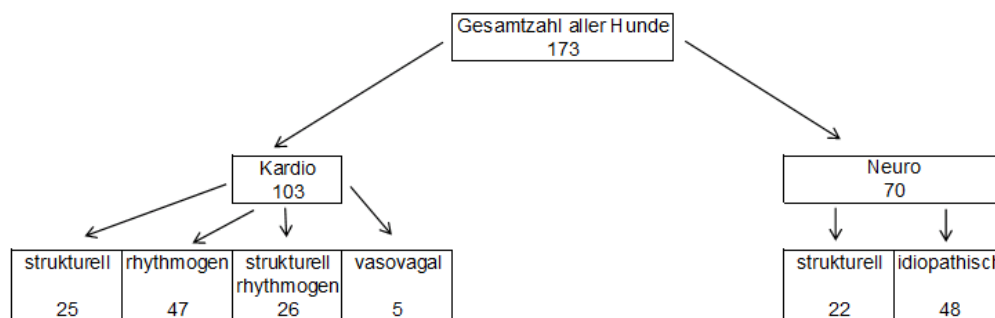 Gesamtzahl aller Hunde
173
Kardio
103
Neuro
70
strukturell
25
rhythmogen
47
strukturell
rhythmogen
26
vasovagal
5
strukturell
22
idiopathisch
48